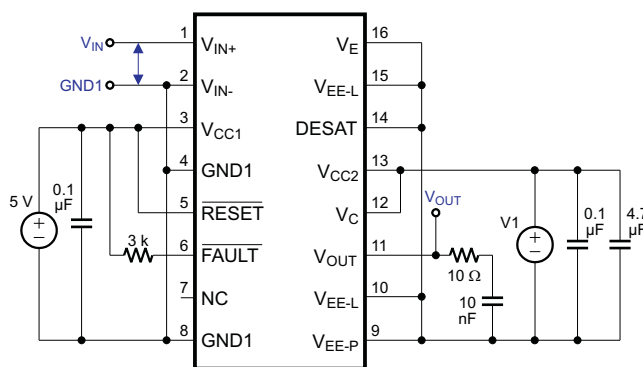 V_IN
GND1
5 V
+
−
0.1
µF
3 k
1
2
3
4
5
6
7
8
V_IN+
V_IN-
V_CC1
GND1
RESET
FAULT
NC
GND1
V_E
V_EE-L
DESAT
V_CC2
V_C
V_OUT
V_EE-L
V_EE-P
16
15
14
13
12
11
10
9
V_OUT
10 Ω
10
nF
V1
+
−
0.1
µF